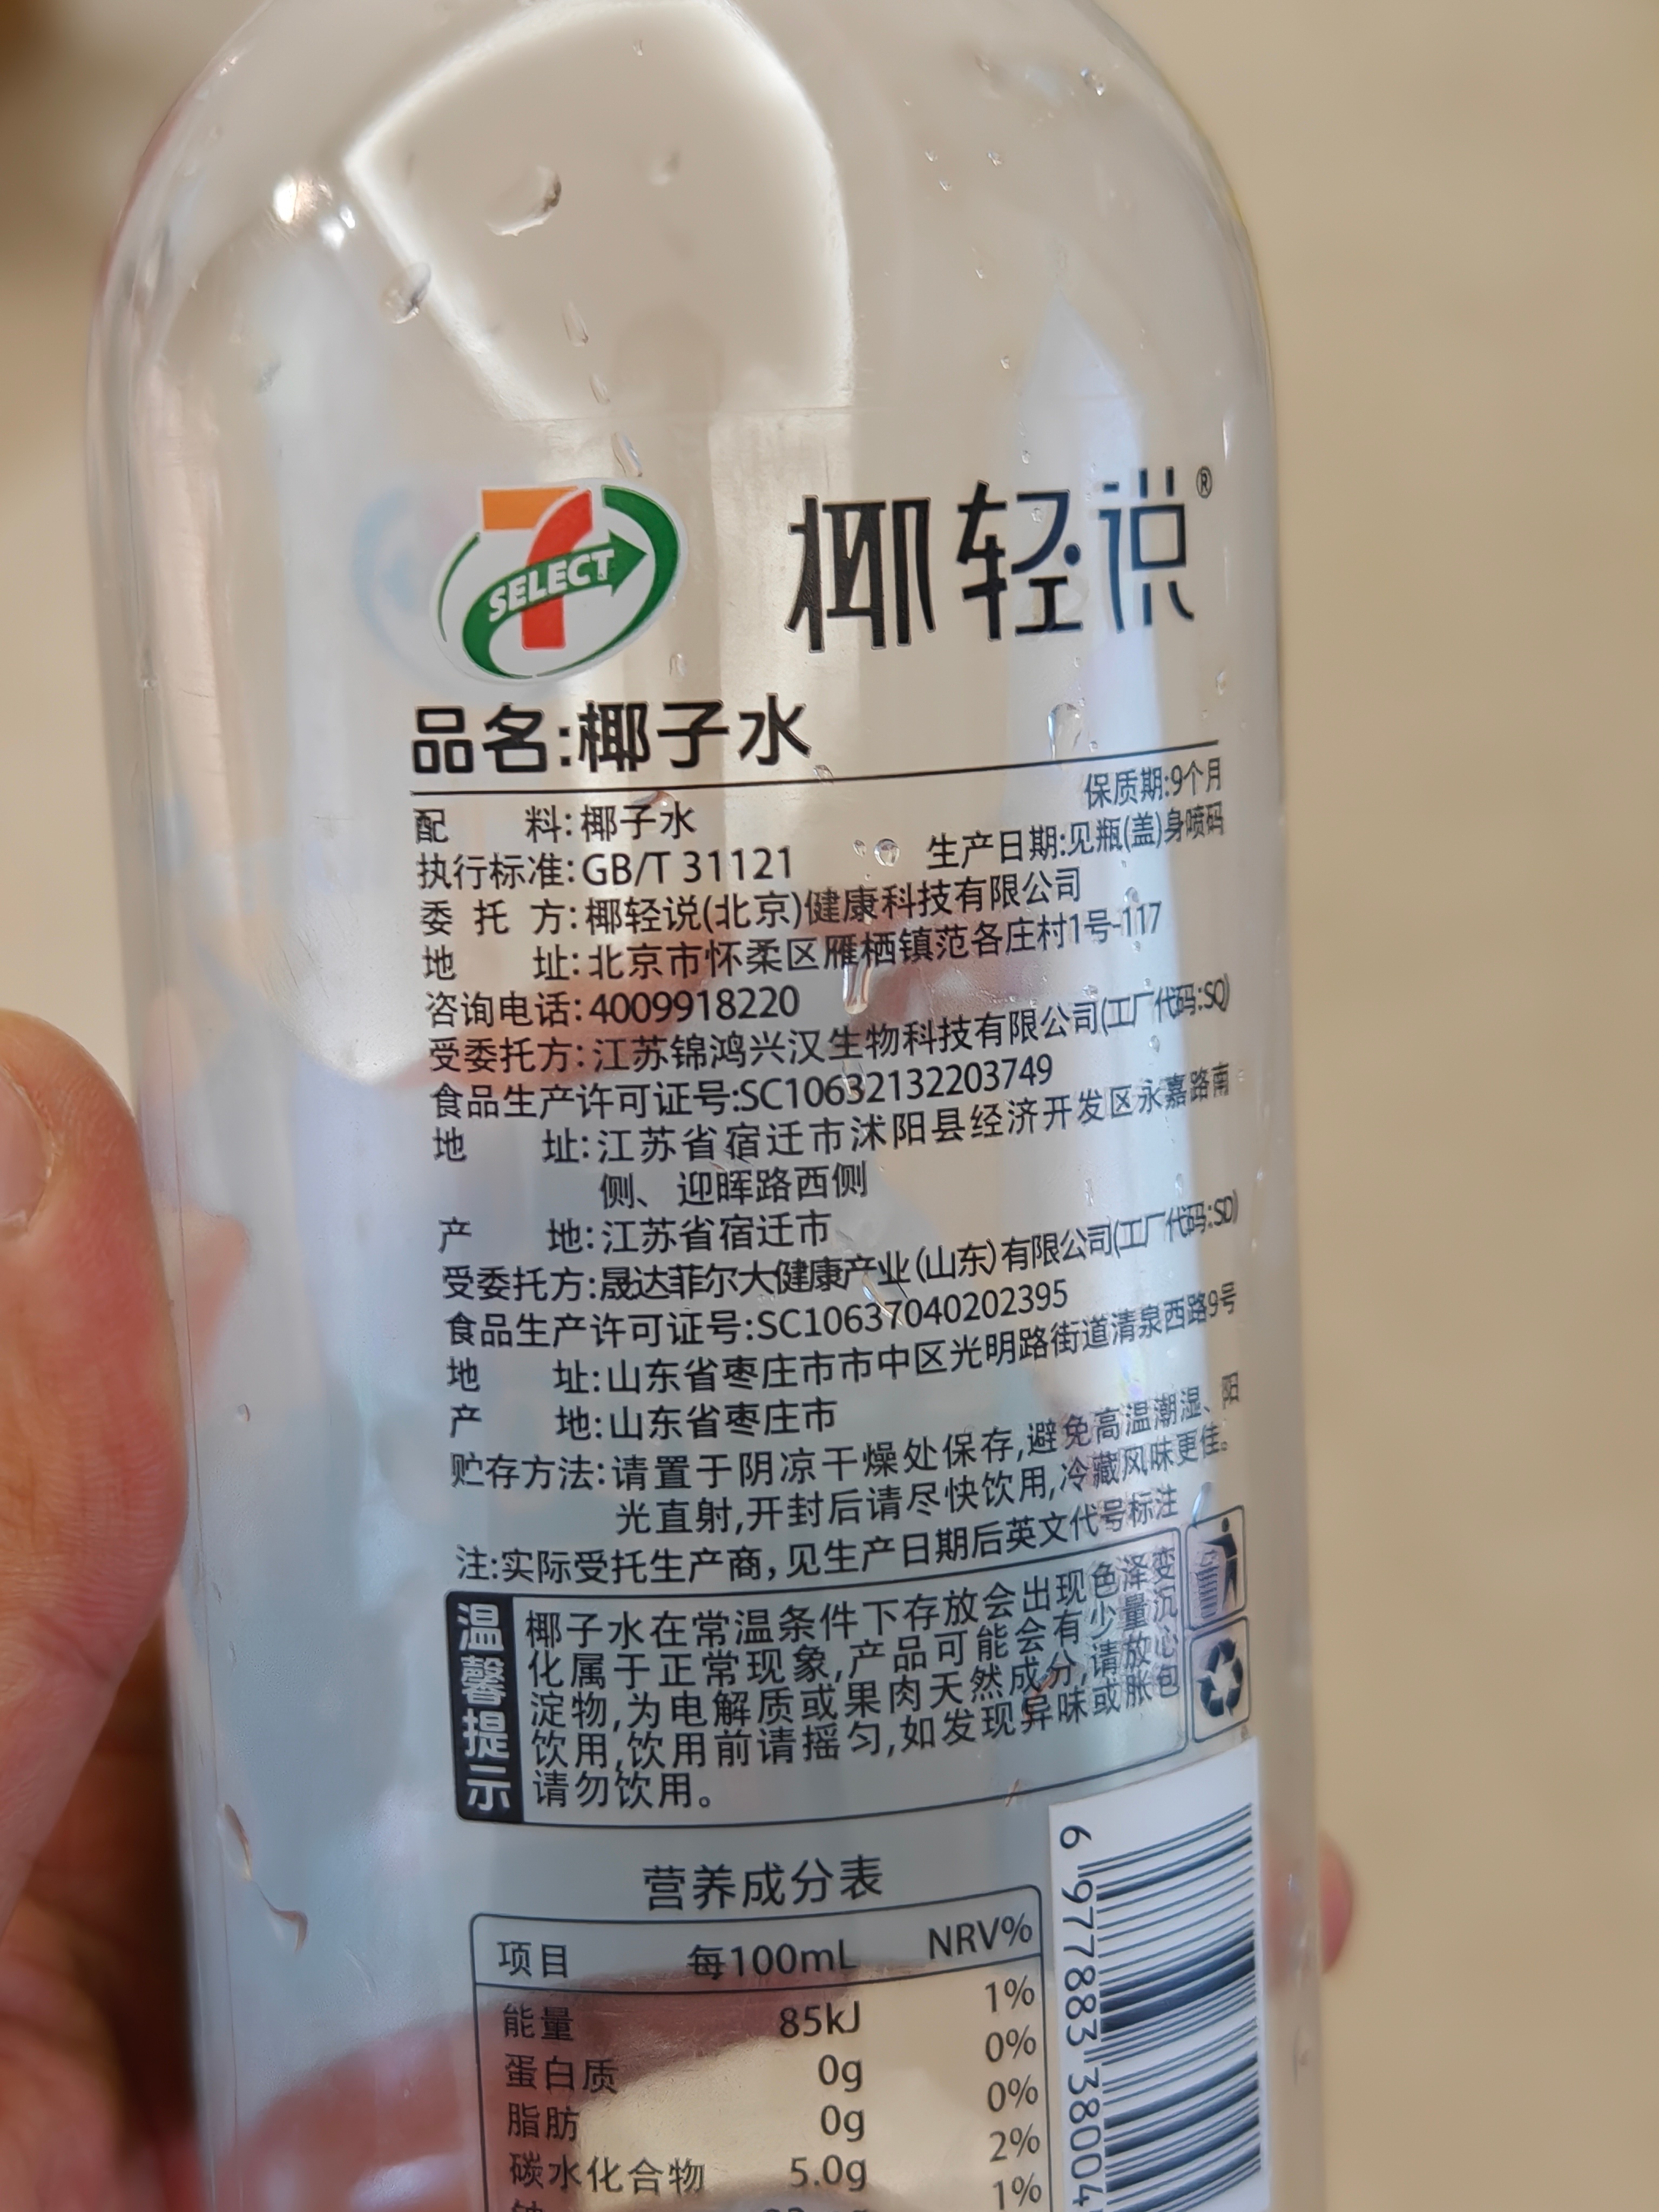 7 SELECT
椰轻说®
品名:椰子水
配料:椰子水
保质期:9个月
执行标准:GB/T 31121
生产日期:见瓶(盖)身喷码
委托方:椰轻说(北京)健康科技有限公司
地址:北京市怀柔区雁栖镇范各庄村1号-117
咨询电话:4009918220
受委托方:江苏锦鸿兴汉生物科技有限公司(工厂代码:SQ)
食品生产许可证号:SC10632132203749
地址:江苏省宿迁市沭阳县经济开发区永嘉路南
侧、迎晖路西侧
产地:江苏省宿迁市
受委托方:晟达菲尔大健康产业(山东)有限公司(工厂代码:SD)
食品生产许可证号:SC10637040202395
地址:山东省枣庄市市中区光明路街道清泉西路9号
产地:山东省枣庄市
贮存方法:请置于阴凉干燥处保存,避免高温潮湿、阳
光直射,开封后请尽快饮用,冷藏风味更佳。
注:实际受托生产商,见生产日期后英文代号标注
温馨提示
椰子水在常温条件下存放会出现色泽变
化属于正常现象,产品可能会有少量沉
淀物,为电解质或果肉天然成分,请放心
饮用,饮用前请摇匀,如发现异味或胀包
请勿饮用。
营养成分表
项目 每100mL NRV%
能量 85kJ 1%
蛋白质 0g 0%
脂肪 0g 0%
碳水化合物 5.0g 2%
1%
6 977883 38004